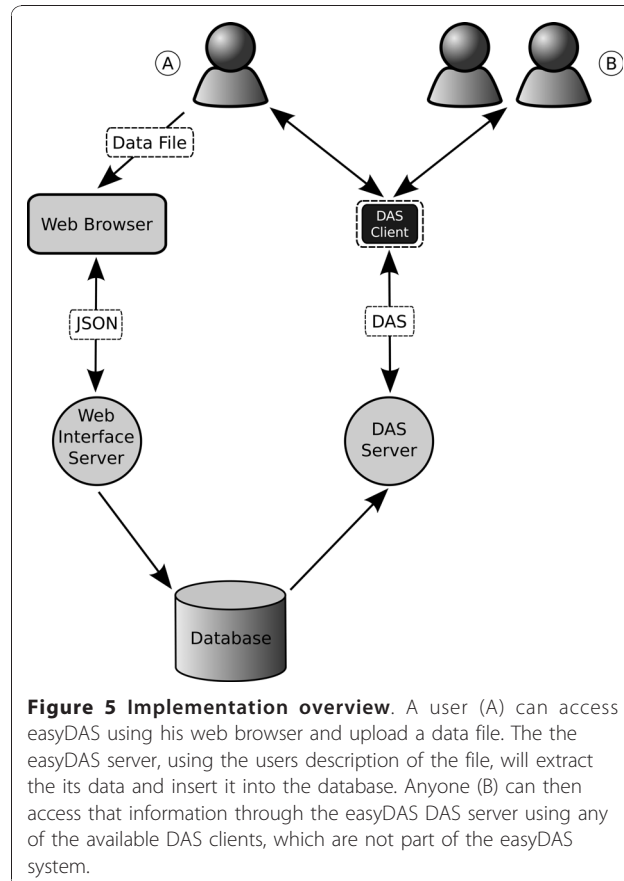 A
B
Data File
Web Browser
DAS
Client
JSON
DAS
Web
Interface
Server
DAS
Server
Database
Figure 5 Implementation overview. A user (A) can access
easyDAS using his web browser and upload a data file. The the
easyDAS server, using the users description of the file, will extract
the its data and insert it into the database. Anyone (B) can then
access that information through the easyDAS DAS server using any
of the available DAS clients, which are not part of the easyDAS
system.